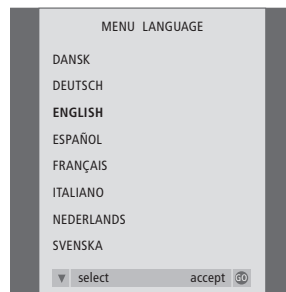 MENU LANGUAGE
DANSK
DEUTSCH
ENGLISH
ESPAÑOL
FRANÇAIS
ITALIANO
NEDERLANDS
SVENSKA
▼ select accept GO